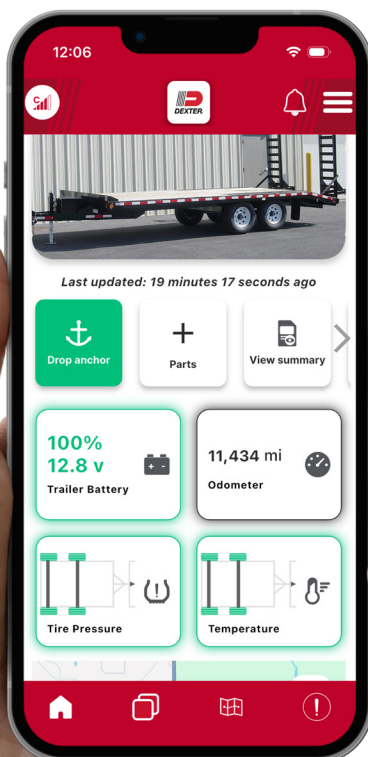 12:06
C
DEXTER
Last updated: 19 minutes 17 seconds ago
Drop anchor
Parts
View summary
100%
12.8 v
Trailer Battery
11,434 mi
Odometer
Tire Pressure
Temperature